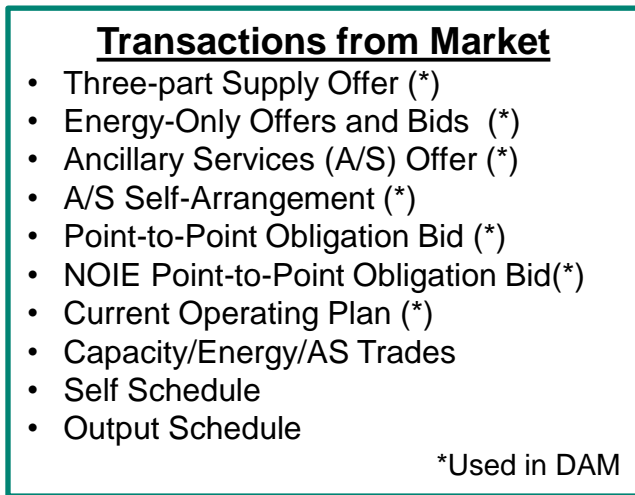 Transactions from Market
• Three-part Supply Offer (*)
• Energy-Only Offers and Bids  (*)
• Ancillary Services (A/S) Offer (*)
• A/S Self-Arrangement (*)
• Point-to-Point Obligation Bid (*)
• NOIE Point-to-Point Obligation Bid(*)
• Current Operating Plan (*)
• Capacity/Energy/AS Trades
• Self Schedule
• Output Schedule
*Used in DAM